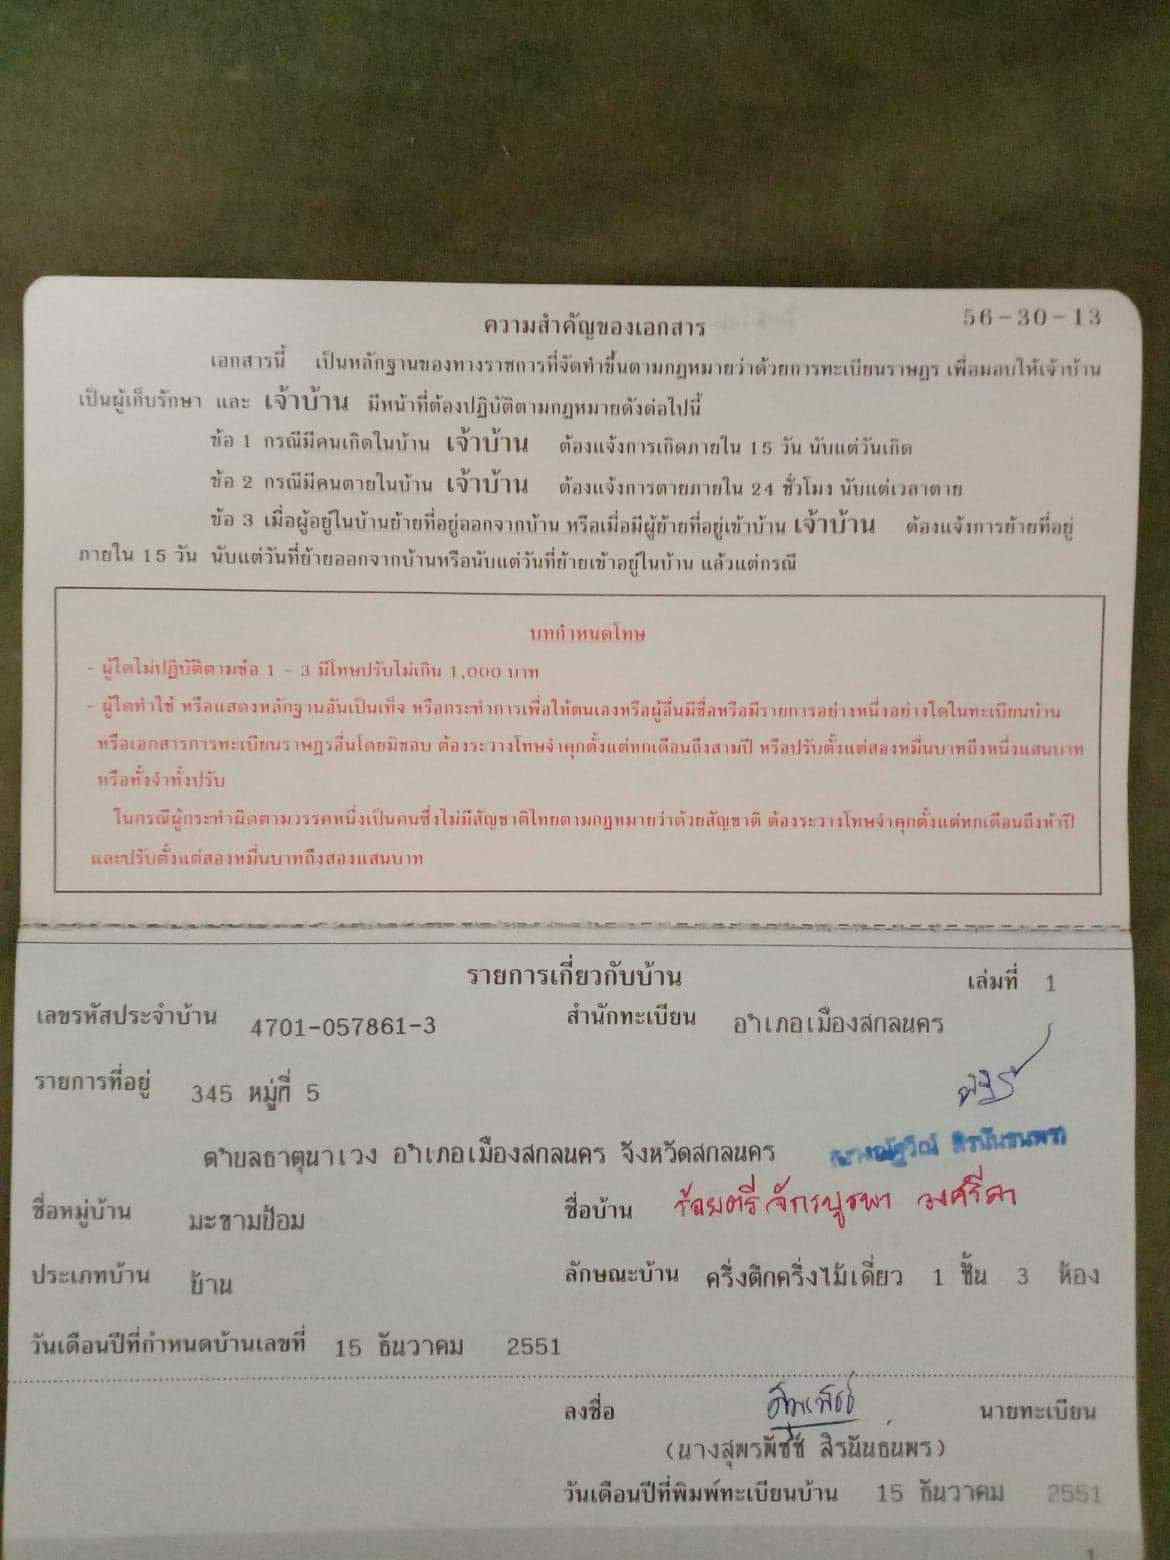 56-30-13
ความสำคัญของเอกสาร
เอกสารนี้ เป็นหลักฐานของทางราชการที่จัดทำขึ้นตามกฎหมายว่าด้วยการทะเบียนราษฎร เพื่อมอบให้เจ้าบ้าน
เป็นผู้เก็บรักษา และ เจ้าบ้าน มีหน้าที่ต้องปฏิบัติตามกฎหมายดังต่อไปนี้
ข้อ 1 กรณีมีคนเกิดในบ้าน เจ้าบ้าน ต้องแจ้งการเกิดภายใน 15 วัน นับแต่วันเกิด
ข้อ 2 กรณีมีคนตายในบ้าน เจ้าบ้าน ต้องแจ้งการตายภายใน 24 ชั่วโมง นับแต่เวลาตาย
ข้อ 3 เมื่อผู้อยู่ในบ้านย้ายที่อยู่ออกจากบ้าน หรือเมื่อมีผู้ย้ายที่อยู่เข้าบ้าน เจ้าบ้าน ต้องแจ้งการย้ายที่อยู่
ภายใน 15 วัน นับแต่วันที่ย้ายออกจากบ้านหรือนับแต่วันที่ย้ายเข้าอยู่ในบ้าน แล้วแต่กรณี
บทกำหนดโทษ
- ผู้ใดไม่ปฏิบัติตามข้อ 1 - 3 มีโทษปรับไม่เกิน 1,000 บาท
- ผู้ใดทำใช้ หรือแสดงหลักฐานอันเป็นเท็จ หรือกระทำการเพื่อให้ตนเองหรือผู้อื่นมีชื่อหรือมีรายการอย่างหนึ่งอย่างใดในทะเบียนบ้าน
หรือเอกสารการทะเบียนราษฎรอื่นโดยมิชอบ ต้องระวางโทษจำคุกตั้งแต่หกเดือนถึงสามปี หรือปรับตั้งแต่สองหมื่นบาทถึงหนึ่งแสนบาท
หรือทั้งจำทั้งปรับ
ในกรณีผู้กระทำผิดตามวรรคหนึ่งเป็นคนซึ่งไม่มีสัญชาติไทยตามกฎหมายว่าด้วยสัญชาติ ต้องระวางโทษจำคุกตั้งแต่หกเดือนถึงห้าปี
และปรับตั้งแต่สองหมื่นบาทถึงสองแสนบาท
รายการเกี่ยวกับบ้าน เล่มที่ 1
เลขรหัสประจำบ้าน 4701-057861-3 สำนักทะเบียน อำเภอเมืองสกลนคร
รายการที่อยู่ 345 หมู่ที่ 5
ตำบลธาตุนาเวง อำเภอเมืองสกลนคร จังหวัดสกลนคร
ชื่อหมู่บ้าน มะขามป้อม ชื่อบ้าน ร้อยตรีจักรบูรพา วงศ์รีลา
ประเภทบ้าน บ้าน ลักษณะบ้าน ครึ่งตึกครึ่งไม้เดี่ยว 1 ชั้น 3 ห้อง
วันเดือนปีที่กำหนดบ้านเลขที่ 15 ธันวาคม 2551
ลงชื่อ นายทะเบียน
(นางสุพรพัชช์ สิรนันธนพร)
วันเดือนปีที่พิมพ์ทะเบียนบ้าน 15 ธันวาคม 2551
1